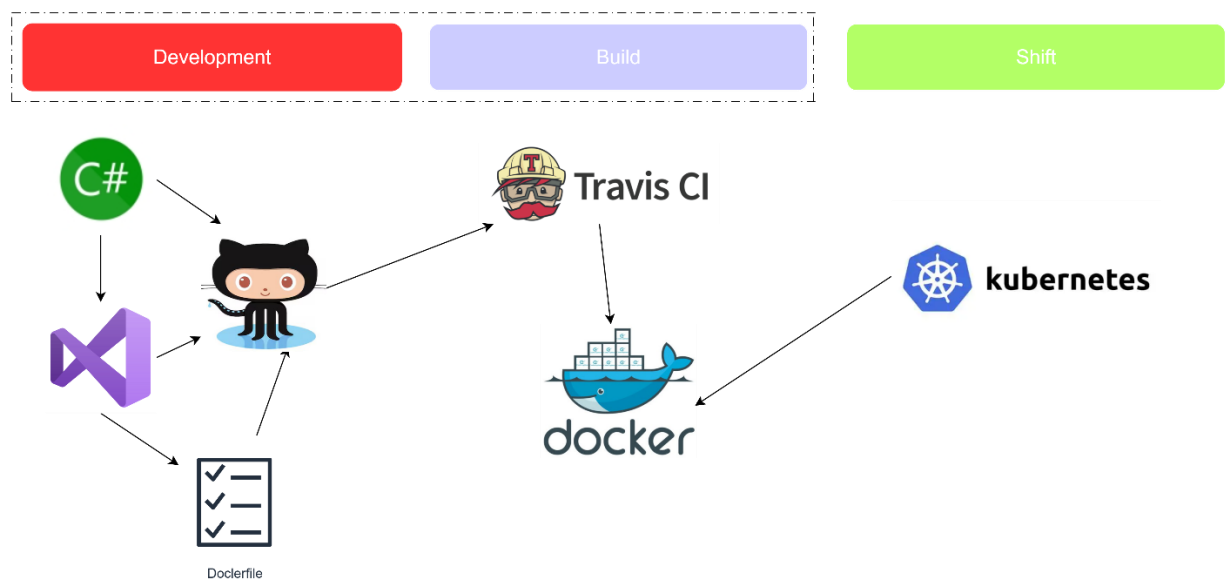 Development
Build
Shift
C#
T
Travis CI
kubernetes
docker
Doclerfile